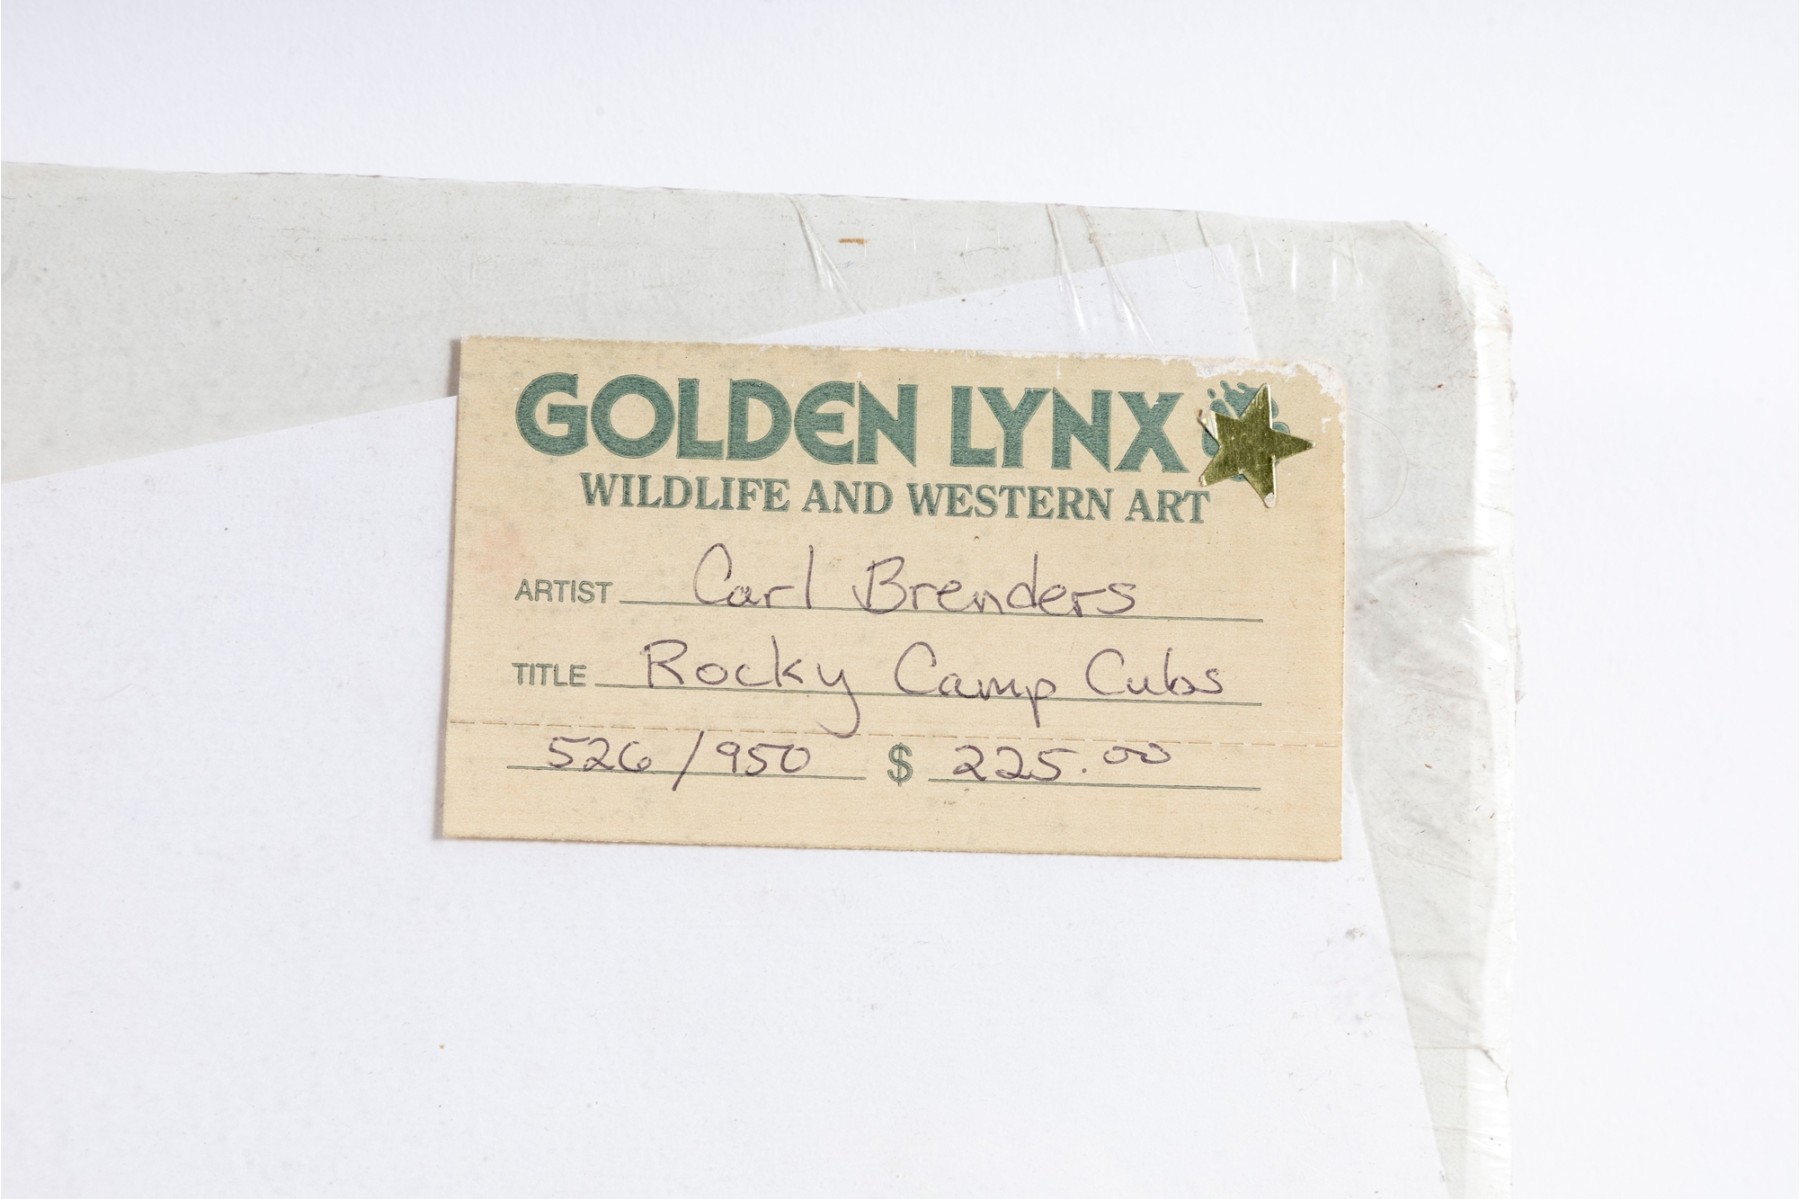 GOLDEN LYNX
WILDLIFE AND WESTERN ART
ARTIST Carl Brenders
TITLE Rocky Camp Cubs
526/950 $ 225.00